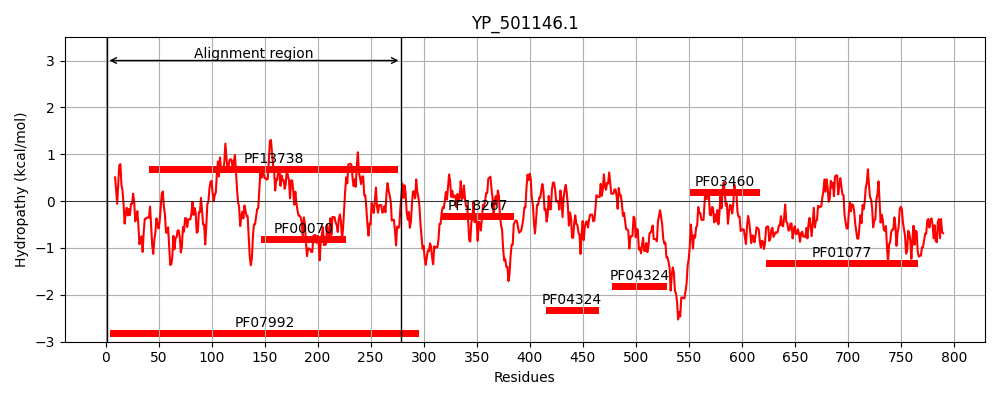 YP_501146.1
Hydropathy (kcal/mol)
3
2
1
0
−1
−2
−3
Alignment region
PF13738
PF03460
PF18267
PF00070
PF01077
PF04324
PF04324
PF07992
0 50 100 150 200 250 300 350 400 450 500 550 600 650 700 750 800
Residues